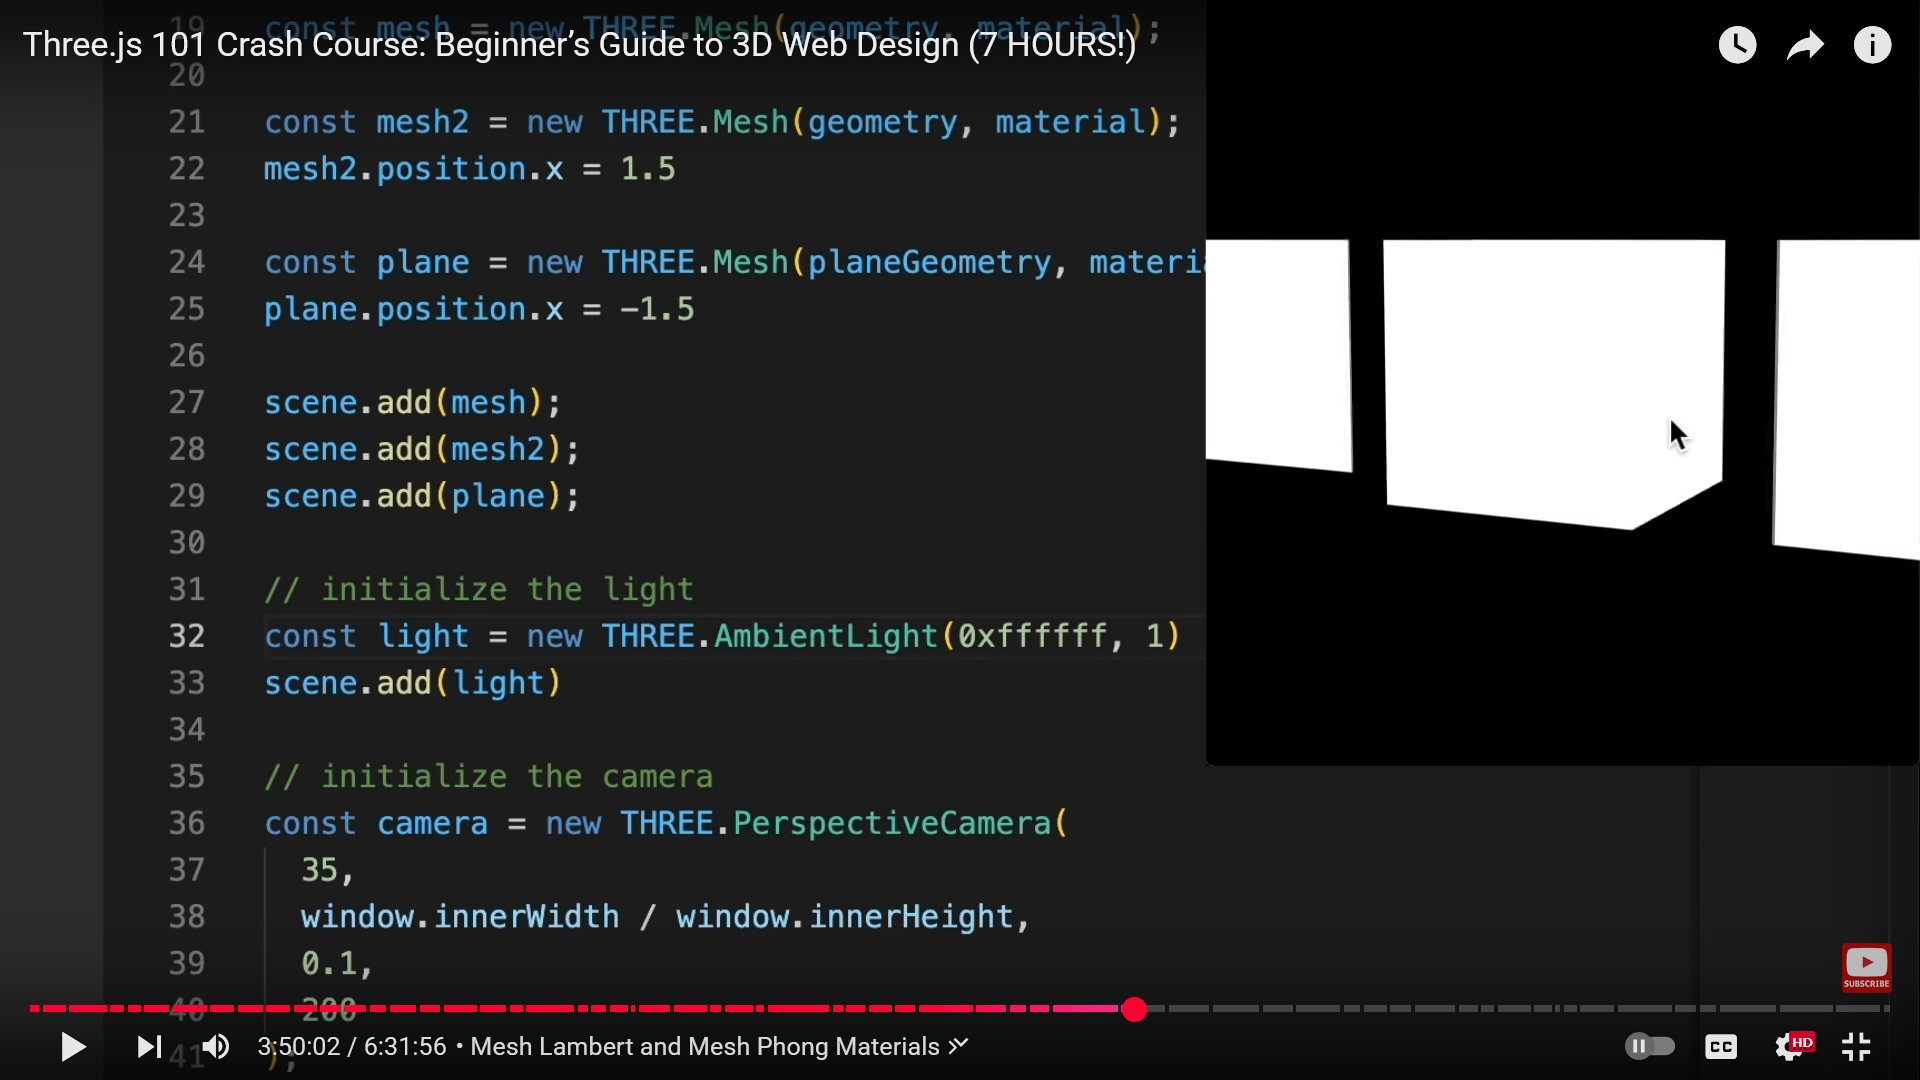 19 const mesh = new THREE.Mesh(geometry, material);
Three.js 101 Crash Course: Beginner's Guide to 3D Web Design (7 HOURS!)
20
21 const mesh2 = new THREE.Mesh(geometry, material);
22 mesh2.position.x = 1.5
23
24 const plane = new THREE.Mesh(planeGeometry, materia
25 plane.position.x = −1.5
26
27 scene.add(mesh);
28 scene.add(mesh2);
29 scene.add(plane);
30
31 // initialize the light
32 const light = new THREE.AmbientLight(0xffffff, 1)
33 scene.add(light)
34
35 // initialize the camera
36 const camera = new THREE.PerspectiveCamera(
37 35,
38 window.innerWidth / window.innerHeight,
39 0.1,
SUBSCRIBE
40 200
41 );
3:50:02 / 6:31:56 • Mesh Lambert and Mesh Phong Materials
CC
HD